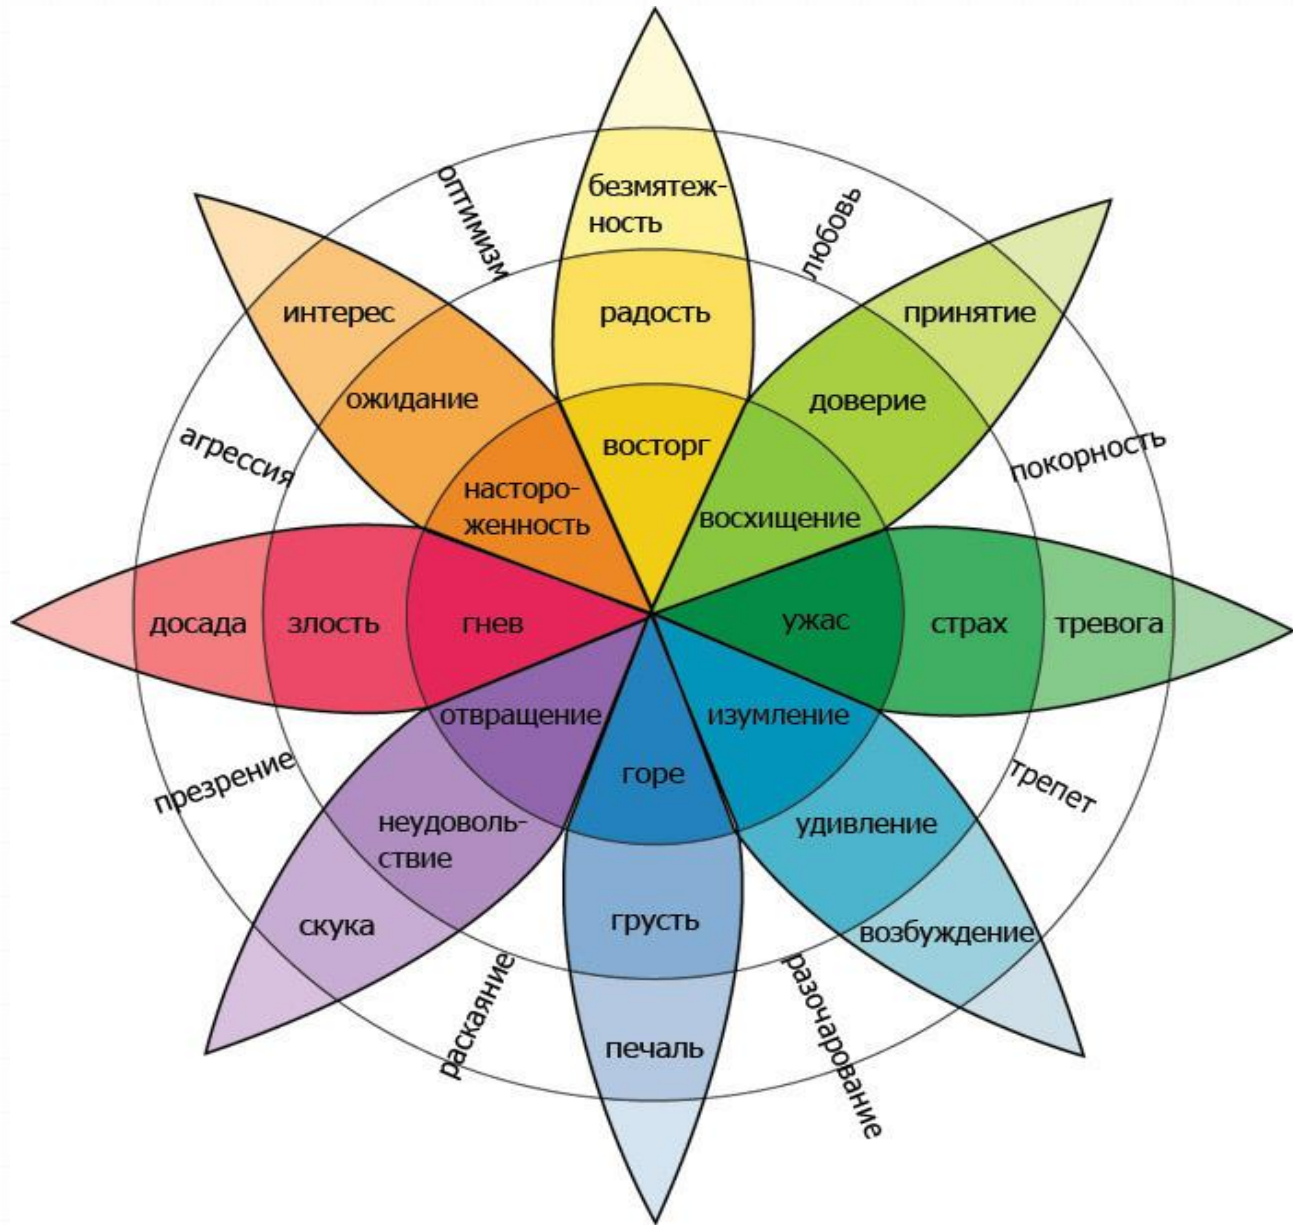 безмятеж-
ность
оптимизм
любовь
интерес
радость
принятие
ожидание
доверие
агрессия
восторг
покорность
насторо-
женность
восхищение
досада
злость
гнев
ужас
страх
тревога
отвращение
изумление
презрение
горе
трепет
неудоволь-
ствие
удивление
скука
грусть
возбуждение
раскаяние
печаль
разочарование